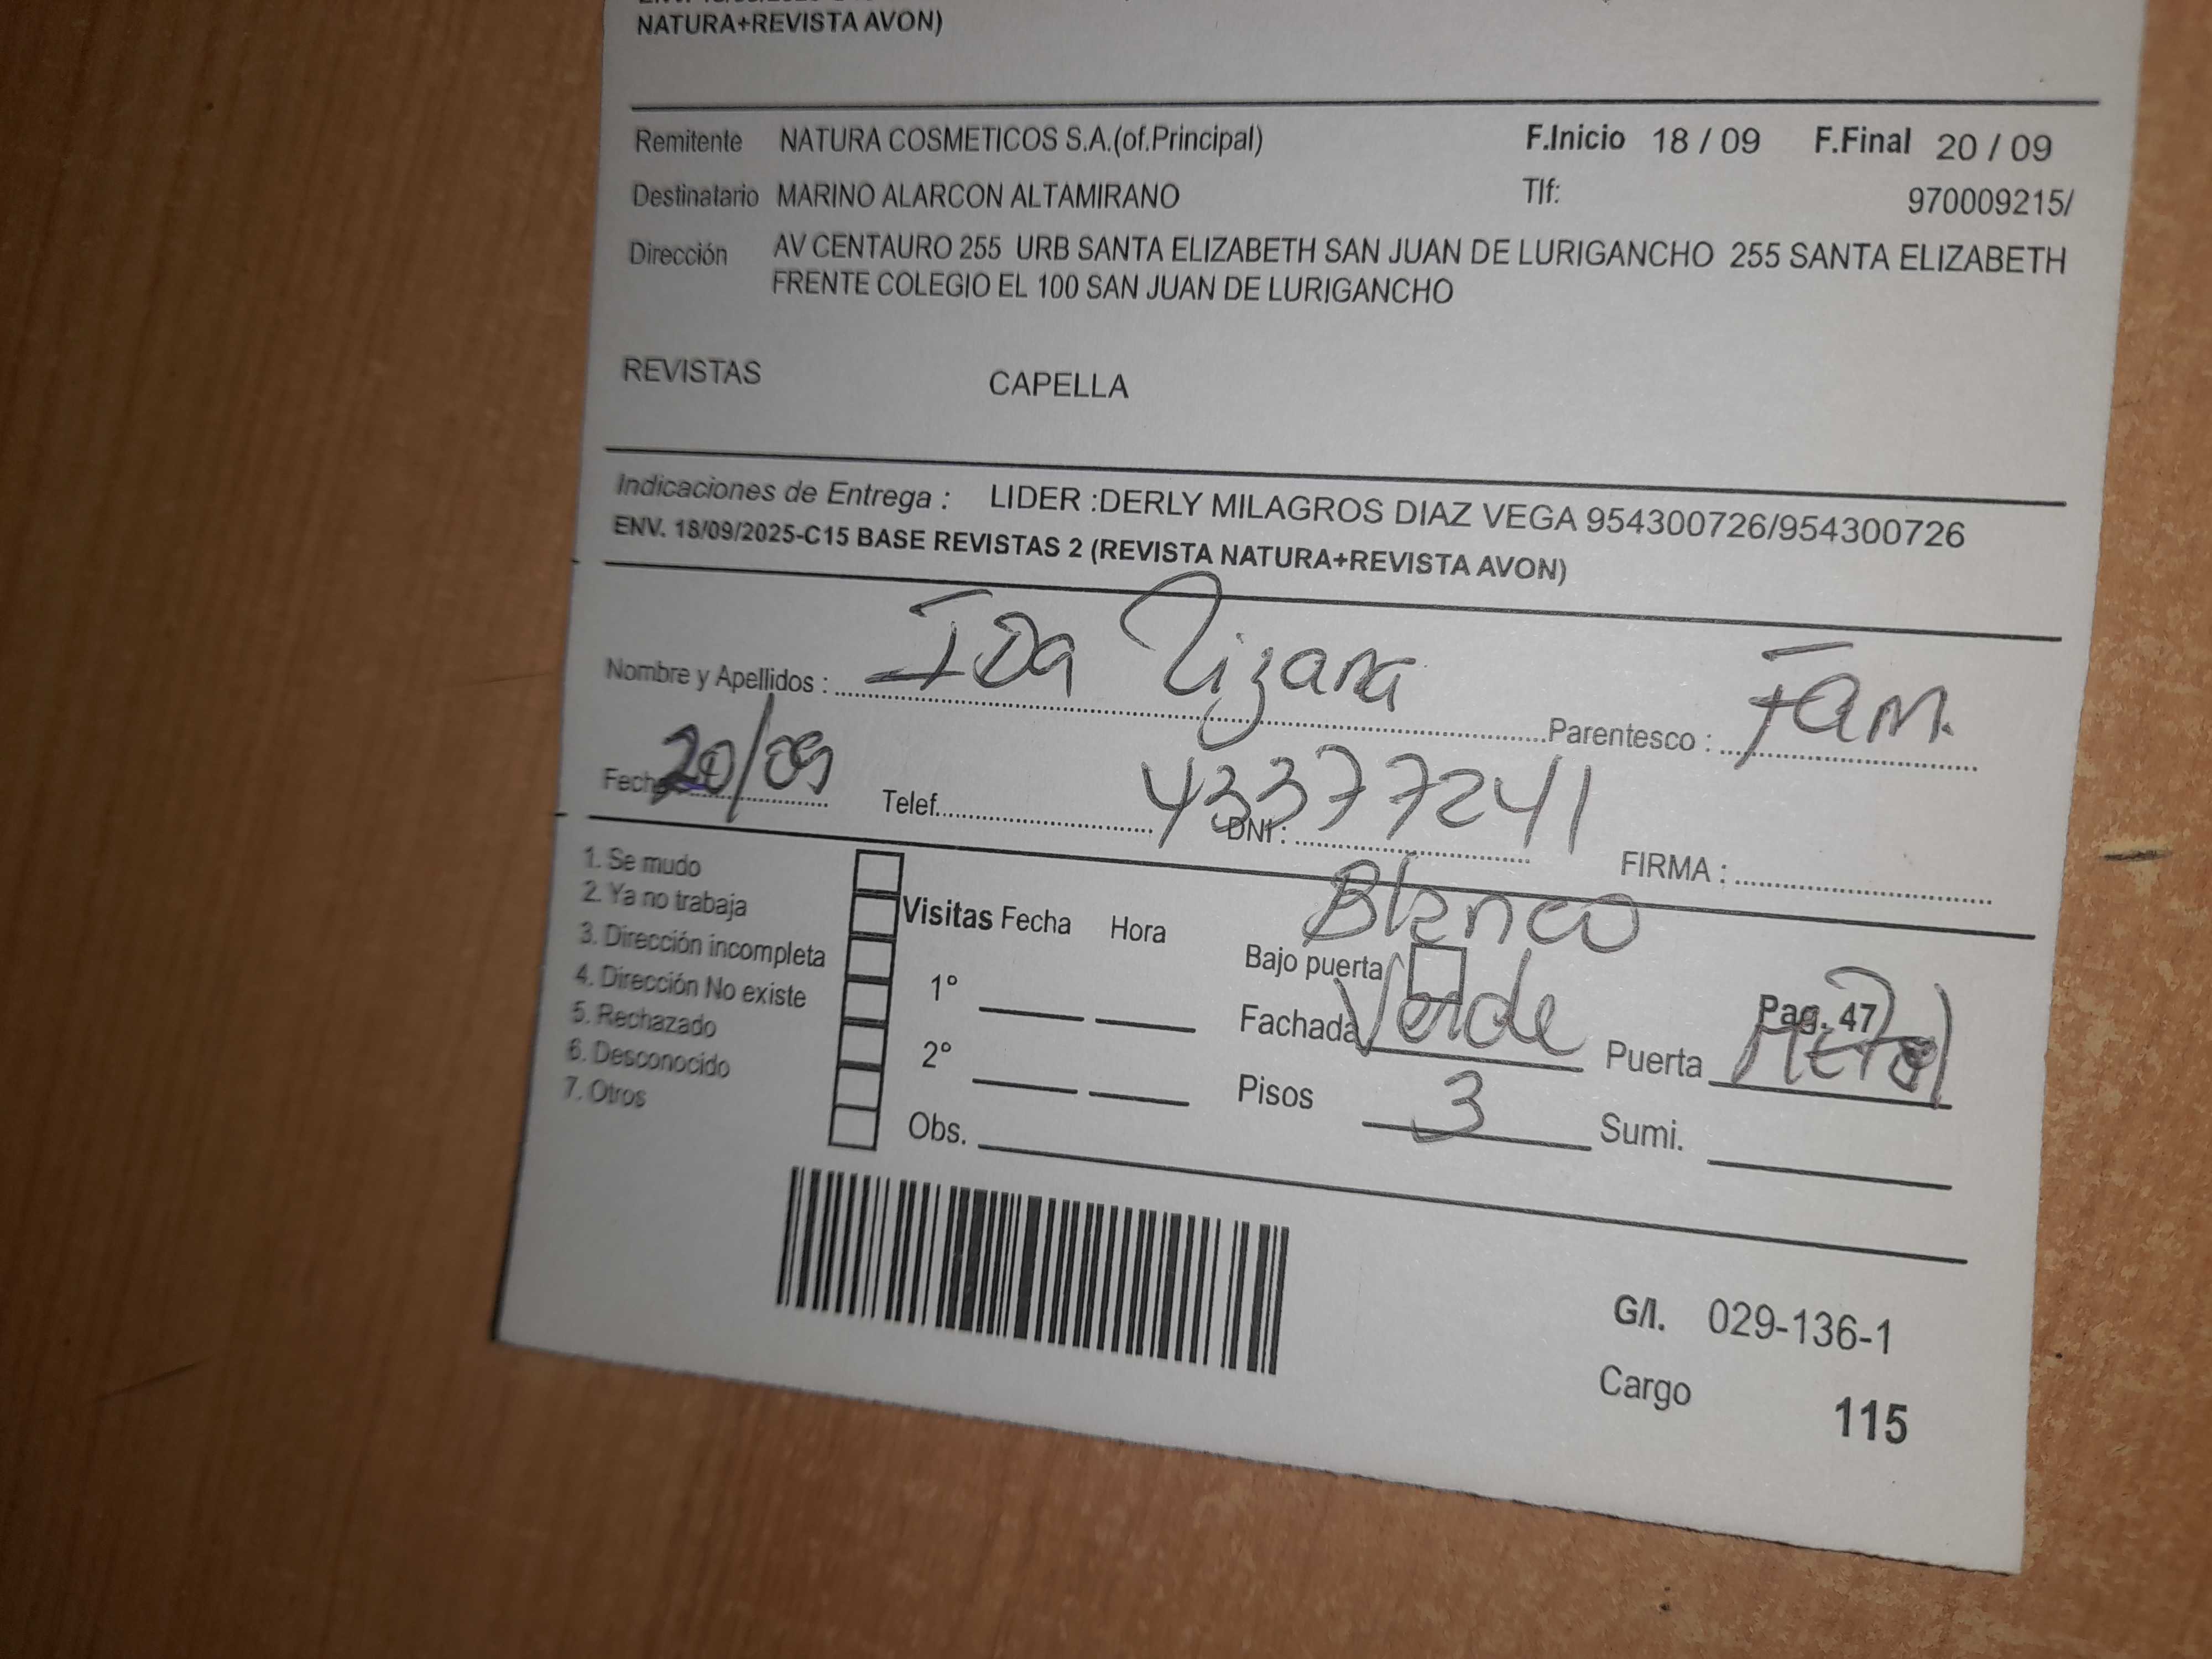 NATURA+REVISTA AVON)
Remitente NATURA COSMETICOS S.A.(of.Principal) F.Inicio 18 / 09 F.Final 20 / 09
Destinatario MARINO ALARCON ALTAMIRANO Tlf: 970009215/
Dirección AV CENTAURO 255 URB SANTA ELIZABETH SAN JUAN DE LURIGANCHO 255 SANTA ELIZABETH
FRENTE COLEGIO EL 100 SAN JUAN DE LURIGANCHO
REVISTAS CAPELLA
Indicaciones de Entrega : LIDER :DERLY MILAGROS DIAZ VEGA 954300726/954300726
ENV. 18/09/2025-C15 BASE REVISTAS 2 (REVISTA NATURA+REVISTA AVON)
Nombre y Apellidos : IDa Lizana Parentesco : Fam.
Fecha 20/09 Telef. DNI : 43377241 FIRMA :
1. Se mudo
2. Ya no trabaja
3. Dirección incompleta
4. Dirección No existe
5. Rechazado
6. Desconocido
7. Otros
Visitas Fecha Hora
1°
2°
Obs.
Blanco
Bajo puerta Pag. 47
Fachada Verde Puerta Metal
Pisos 3 Sumi.
G/I. 029-136-1
Cargo 115